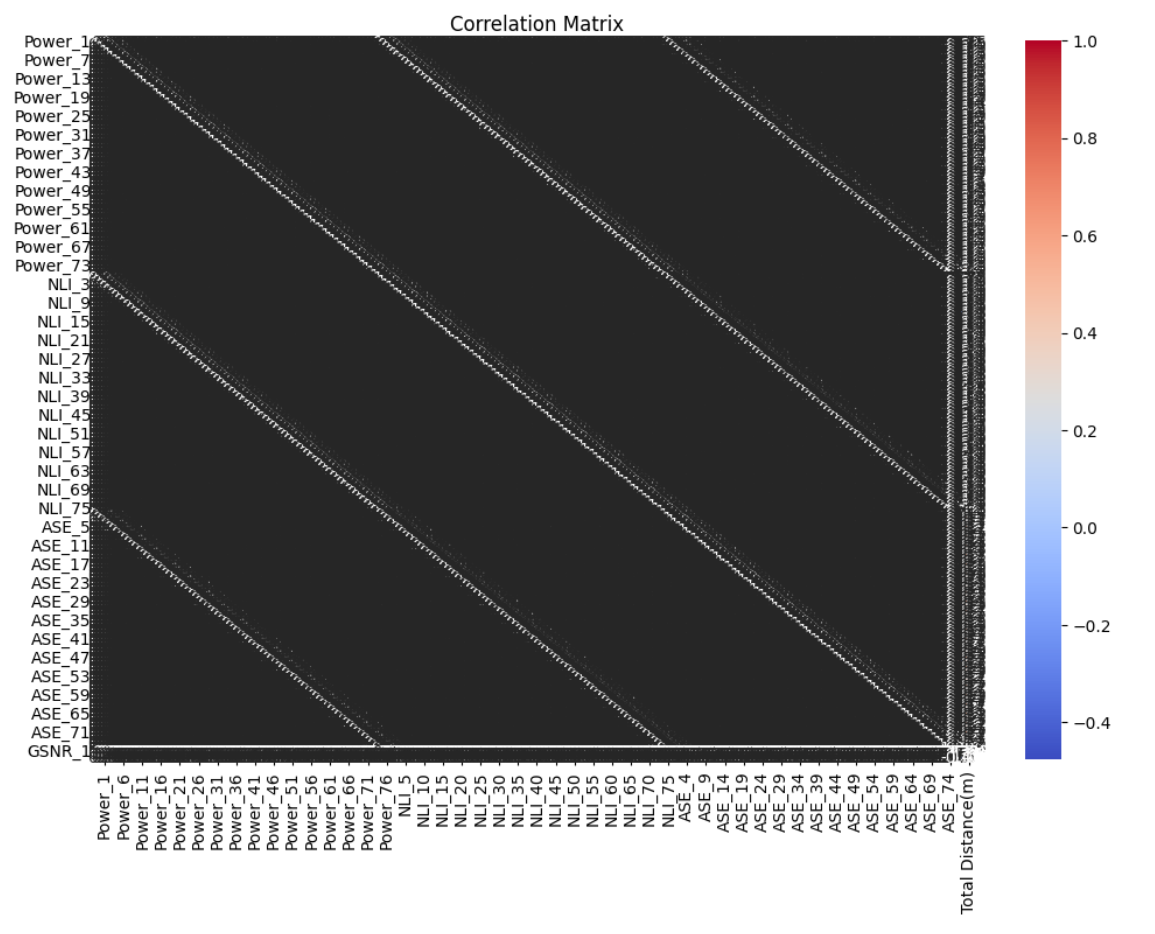 Correlation Matrix
Power_1
Power_7
Power_13
Power_19
Power_25
Power_31
Power_37
Power_43
Power_49
Power_55
Power_61
Power_67
Power_73
NLI_3
NLI_9
NLI_15
NLI_21
NLI_27
NLI_33
NLI_39
NLI_45
NLI_51
NLI_57
NLI_63
NLI_69
NLI_75
ASE_5
ASE_11
ASE_17
ASE_23
ASE_29
ASE_35
ASE_41
ASE_47
ASE_53
ASE_59
ASE_65
ASE_71
GSNR_1
Power_1
Power_6
Power_11
Power_16
Power_21
Power_26
Power_31
Power_36
Power_41
Power_46
Power_51
Power_56
Power_61
Power_66
Power_71
Power_76
NLI_5
NLI_10
NLI_15
NLI_20
NLI_25
NLI_30
NLI_35
NLI_40
NLI_45
NLI_50
NLI_55
NLI_60
NLI_65
NLI_70
NLI_75
ASE_4
ASE_9
ASE_14
ASE_19
ASE_24
ASE_29
ASE_34
ASE_39
ASE_44
ASE_49
ASE_54
ASE_59
ASE_64
ASE_69
ASE_74
Total Distance(m)
1.0
0.8
0.6
0.4
0.2
0.0
−0.2
−0.4